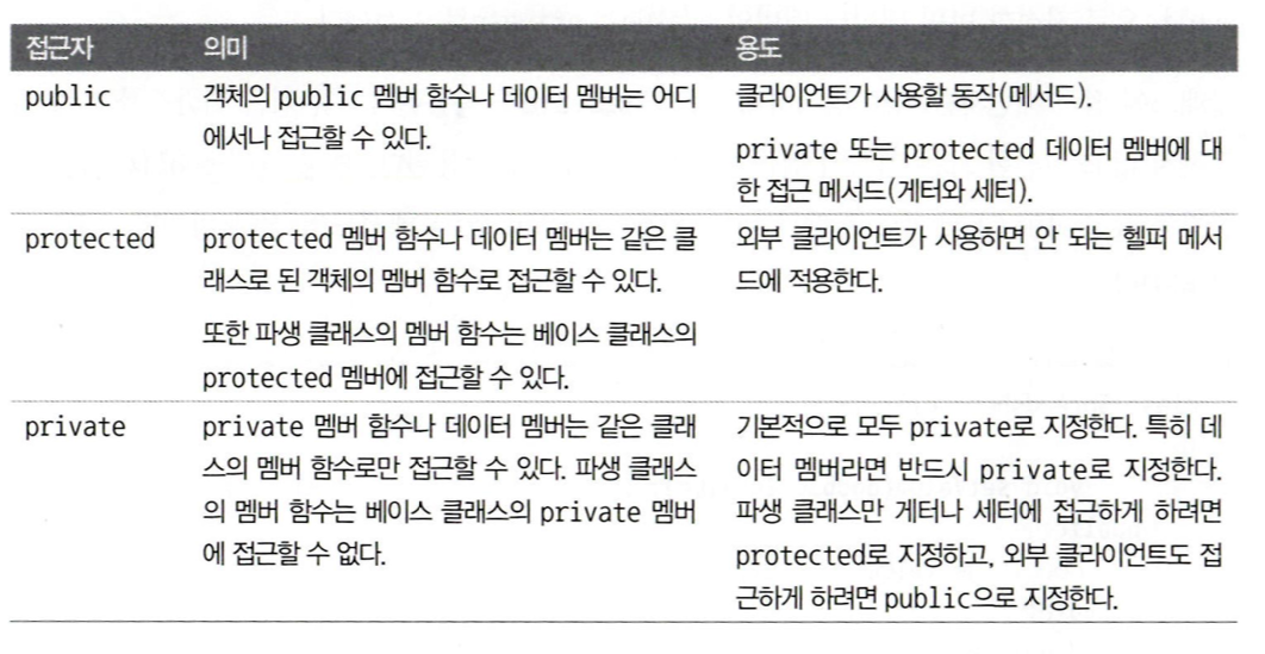 접근자 의미 용도
public 객체의 public 멤버 함수나 데이터 멤버는 어디
에서나 접근할 수 있다.
클라이언트가 사용할 동작(메서드).
private 또는 protected 데이터 멤버에 대
한 접근 메서드(게터와 세터).
protected protected 멤버 함수나 데이터 멤버는 같은 클
래스로 된 객체의 멤버 함수로 접근할 수 있다.
또한 파생 클래스의 멤버 함수는 베이스 클래스의
protected 멤버에 접근할 수 있다.
외부 클라이언트가 사용하면 안 되는 헬퍼 메서
드에 적용한다.
private private 멤버 함수나 데이터 멤버는 같은 클래
스의 멤버 함수로만 접근할 수 있다. 파생 클래스
의 멤버 함수는 베이스 클래스의 private 멤버
에 접근할 수 없다.
기본적으로 모두 private로 지정한다. 특히 데
이터 멤버라면 반드시 private로 지정한다.
파생 클래스만 게터나 세터에 접근하게 하려면
protected로 지정하고, 외부 클라이언트도 접
근하게 하려면 public으로 지정한다.